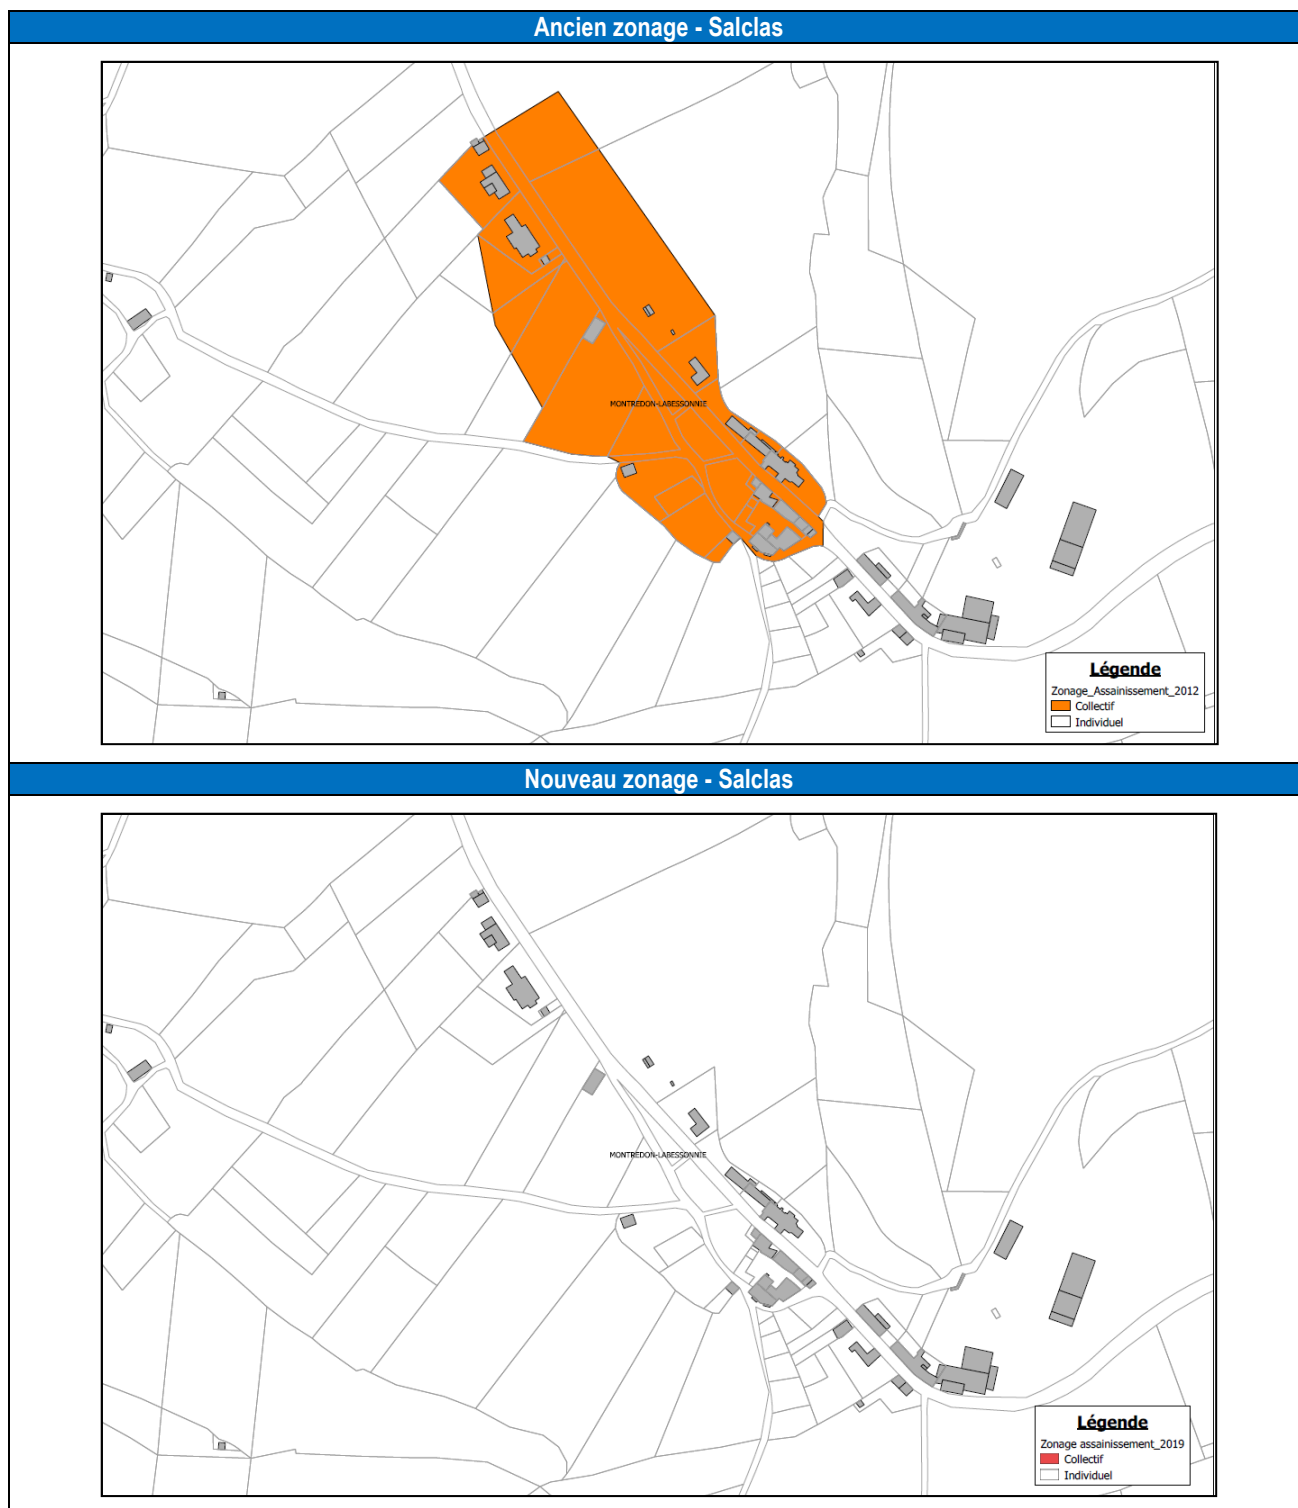 Ancien zonage - Salclas
MONTREDON-LABESSONNIE
Légende
Zonage_Assainissement_2012
Collectif
Individuel
Nouveau zonage - Salclas
MONTREDON-LABESSONNIE
Légende
Zonage assainissement_2019
Collectif
Individuel